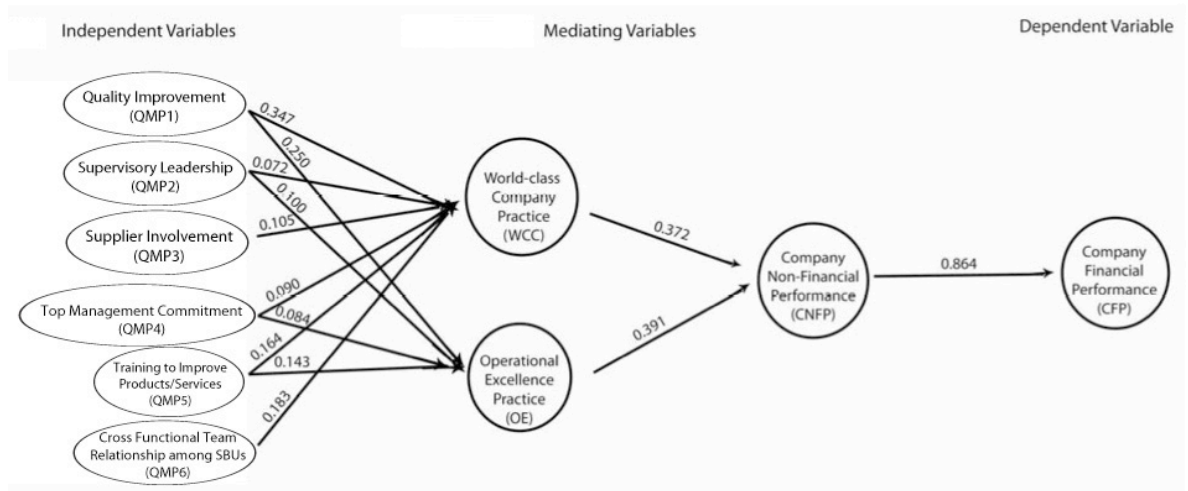 Independent Variables
Mediating Variables
Dependent Variable
Quality Improvement
(QMP1)
Supervisory Leadership
(QMP2)
Supplier Involvement
(QMP3)
Top Management Commitment
(QMP4)
Training to Improve
Products/Services
(QMP5)
Cross Functional Team
Relationship among SBUs
(QMP6)
0.347
0.250
0.072
0.100
0.105
0.090
0.084
0.164
0.143
0.183
World-class
Company
Practice
(WCC)
Operational
Excellence
Practice
(OE)
0.372
0.391
Company
Non-Financial
Performance
(CNFP)
0.864
Company
Financial
Performance
(CFP)